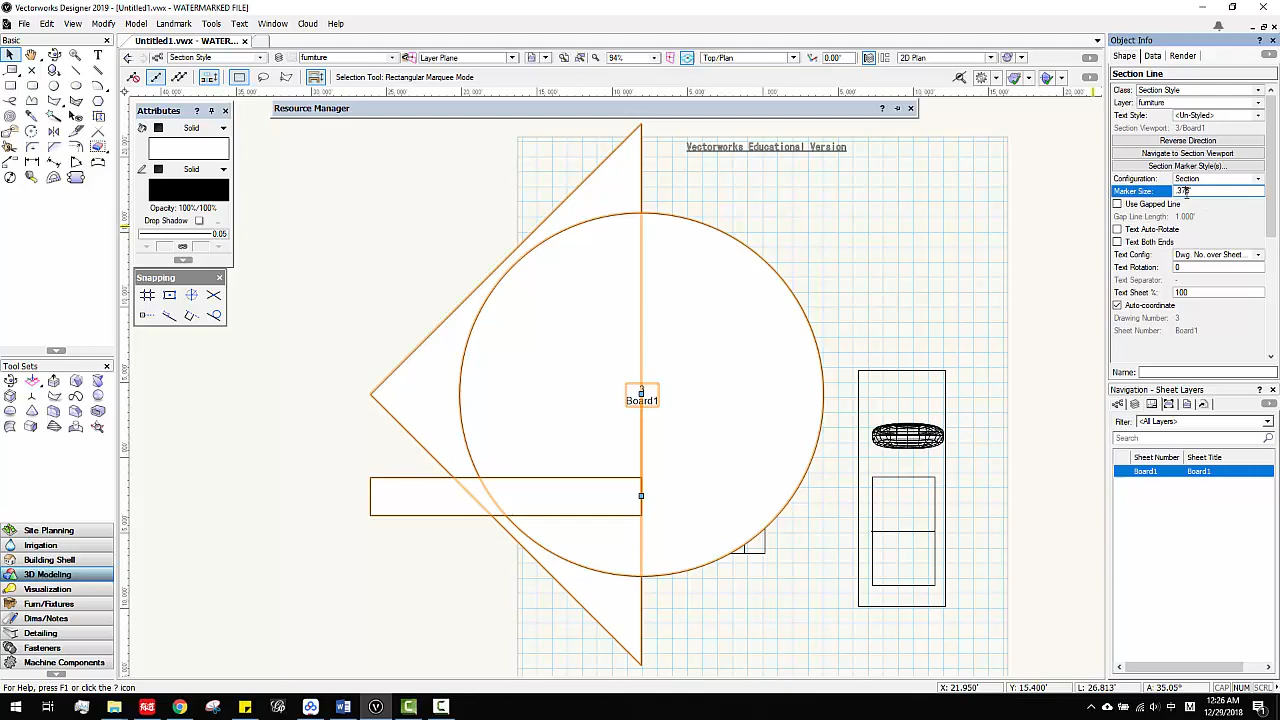 Vectorworks Designer 2019 - [Untitled1.vwx - WATERMARKED FILE]
File Edit View Modify Model Landmark Tools Text Window Cloud Help
Basic ×
Untitled1.vwx - WATER... ×
Section Style furniture Layer Plane 94% Top/Plan 0.00° 2D Plan
Selection Tool: Rectangular Marquee Mode
Attributes ?
Solid
Solid
Opacity: 100%/100%
Drop Shadow
0.05
Snapping ×
Resource Manager ? ×
Vectorworks Educational Version
3
Board1
Object Info ? ×
Shape Data Render
Section Line
Class: Section Style
Layer: furniture
Text Style: <Un-Styled>
Section Viewport: 3/Board1
Reverse Direction
Navigate to Section Viewport
Section Marker Style(s)...
Configuration: Section
Marker Size:
Use Gapped Line
Gap Line Length: 1.000'
Text Auto-Rotate
Text Both Ends
Text Config: Dwg. No. over Sheet...
Text Rotation: 0
Text Separator: -
Text Sheet %: 100
Auto-coordinate
Drawing Number: 3
Sheet Number: Board1
Name:
Navigation - Sheet Layers ? ×
Filter: <All Layers>
Search
Sheet Number Sheet Title
Board1 Board1
Tool Sets ×
Site Planning
Irrigation
Building Shell
3D Modeling
Visualization
Furn/Fixtures
Dims/Notes
Detailing
Fasteners
Machine Components
For Help, press F1 or click the ? icon
X: 21.950' Y: 15.400' L: 26.813' A: 35.05° CAP NUM SCRL
中 M 12:26 AM
12/29/2018